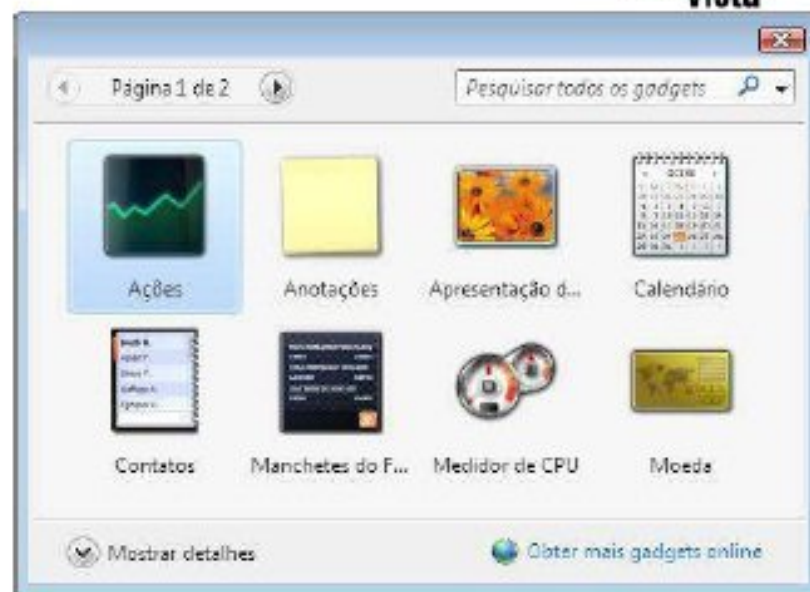 Vista
Página 1 de 2
Pesquisar todos os gadgets
Ações
Anotações
Apresentação d...
Calendário
Contatos
Manchetes do F...
Medidor de CPU
Moeda
Mostrar detalhes
Obter mais gadgets online